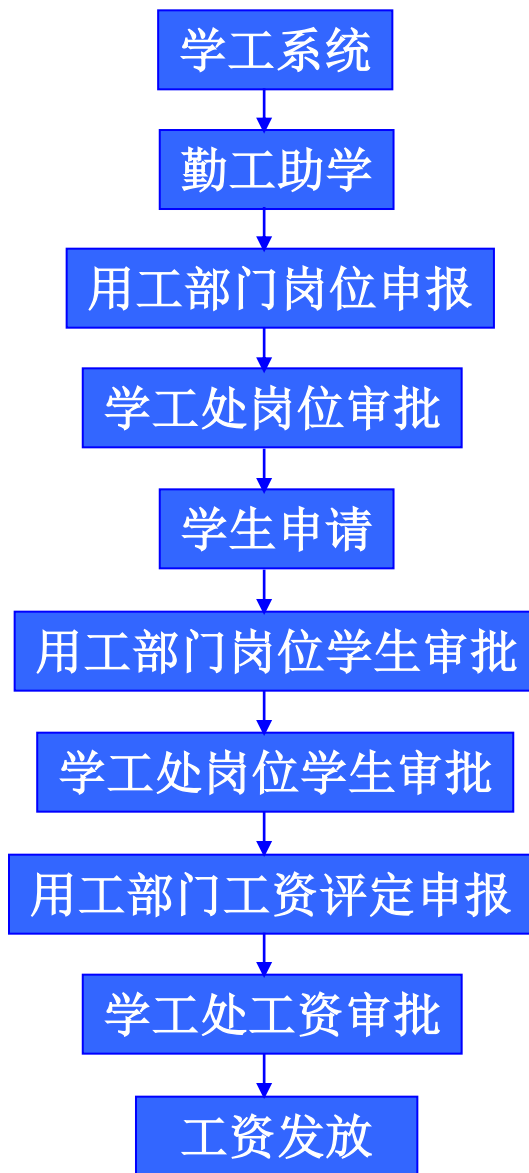 学工系统
勤工助学
用工部门岗位申报
学工处岗位审批
学生申请
用工部门岗位学生审批
学工处岗位学生审批
用工部门工资评定申报
学工处工资审批
工资发放